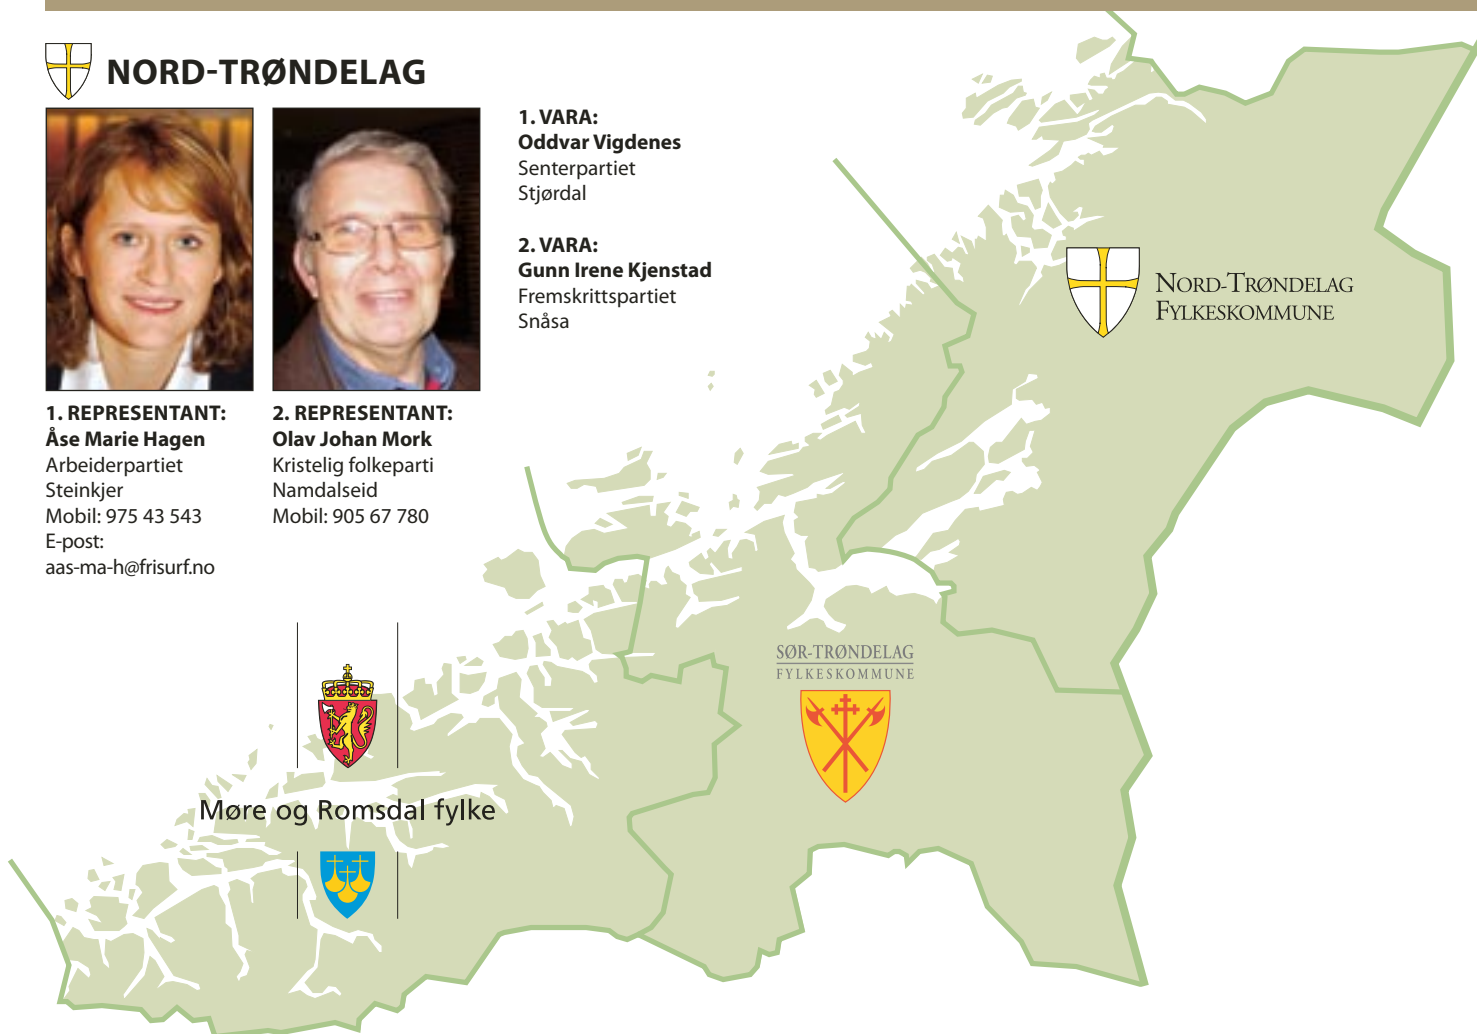 NORD-TRØNDELAG
1. REPRESENTANT:
Åse Marie Hagen
Arbeiderpartiet
Steinkjer
Mobil: 975 43 543
E-post:
aas-ma-h@frisurf.no
2. REPRESENTANT:
Olav Johan Mork
Kristelig folkeparti
Namdalseid
Mobil: 905 67 780
1. VARA:
Oddvar Vigdenes
Senterpartiet
Stjørdal
2. VARA:
Gunn Irene Kjenstad
Fremskrittspartiet
Snåsa
NORD-TRØNDELAG
FYLKESKOMMUNE
SØR-TRØNDELAG
FYLKESKOMMUNE
Møre og Romsdal fylke